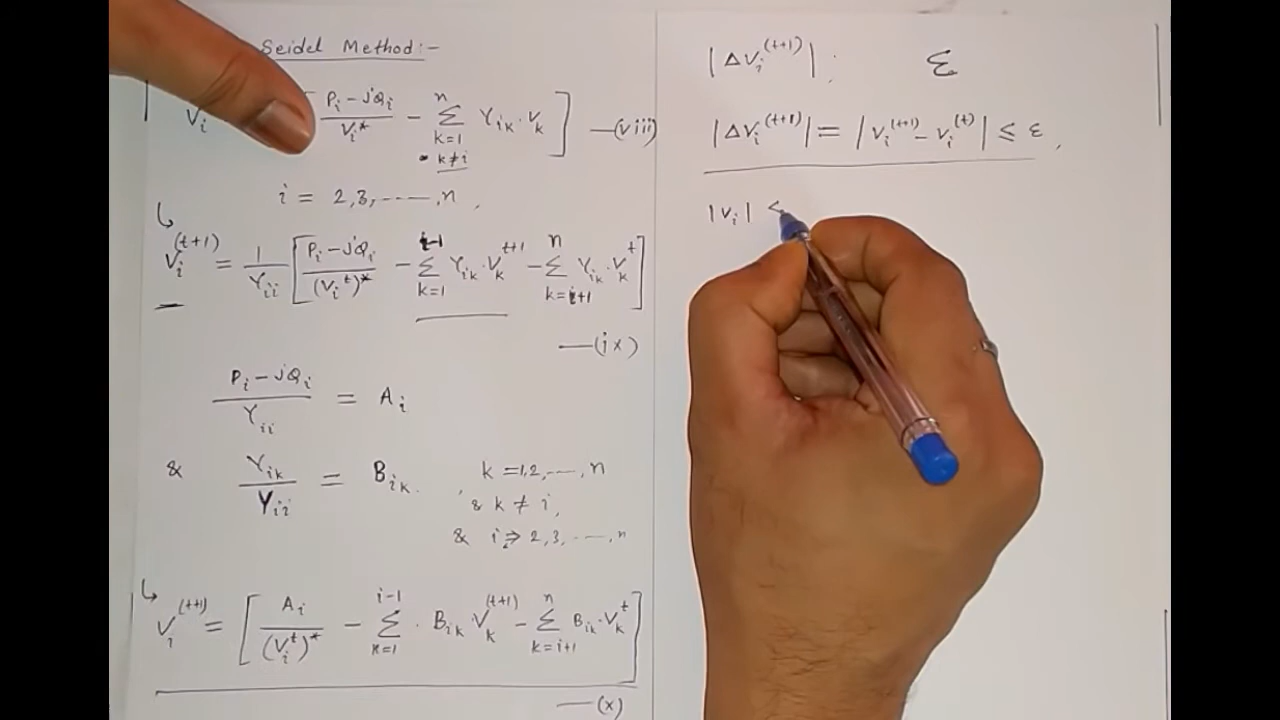 Seidel Method:-
Vi [ Pi - jQi / Vi* - Σ(k=1, k≠i)^n Yik · Vk ] —(viii)
i = 2,3,-----,n,
↳
Vi^(t+1) = 1/Yii [ Pi - jQi / (Vi^t)* - Σ(k=1)^(i-1) Yik · Vk^(t+1) - Σ(k=i+1)^n Yik · Vk^t ]
—(ix)
Pi - jQi / Yii = Ai
& Yik / Yii = Bik. k=1,2,----,n
, & k ≠ i,
& i ⇒ 2,3,----,n
↳
Vi^(t+1) = [ Ai / (Vi^t)* - Σ(k=1)^(i-1) · Bik · Vk^(t+1) - Σ(k=i+1)^n Bik · Vk^t ]
—(x)
|ΔVi^(t+1)| ; ε
|ΔVi^(t+1)| = |Vi^(t+1) - Vi^(t)| ≤ ε,
|Vi| <